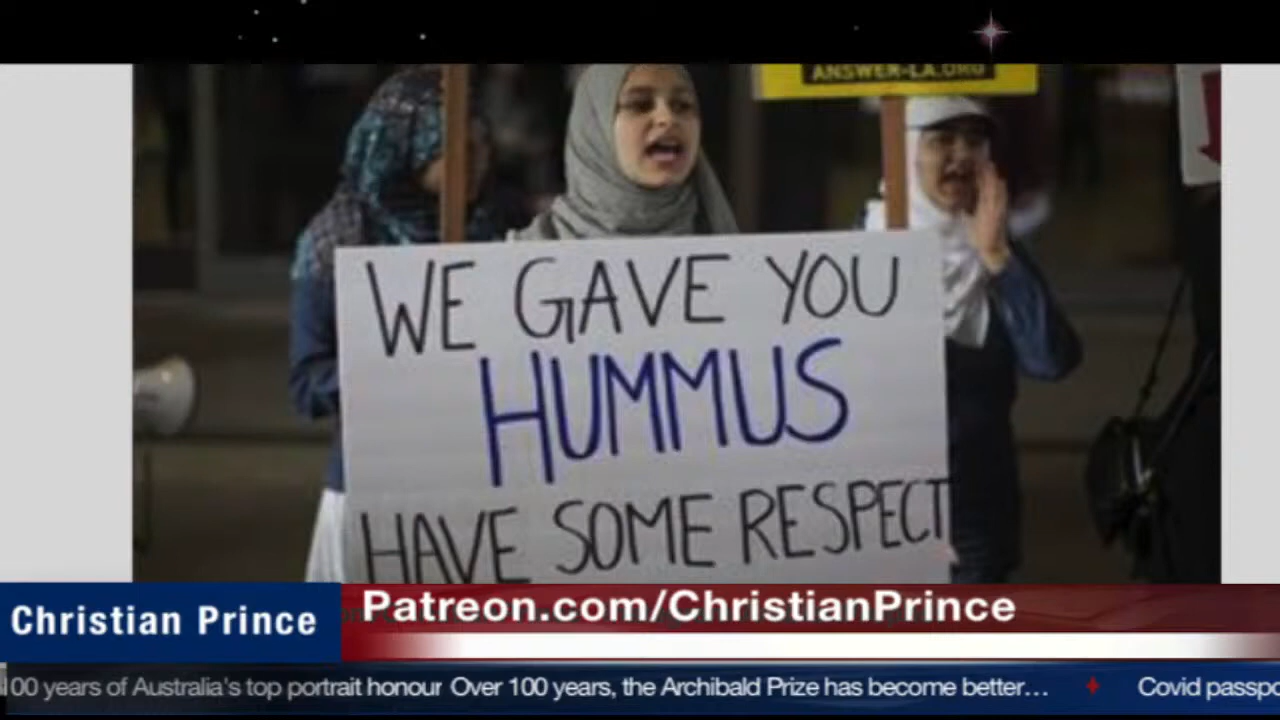 ANSWER-LA.ORG
WE GAVE YOU
HUMMUS
HAVE SOME RESPECT
Christian Prince
Patreon.com/ChristianPrince
100 years of Australia's top portrait honour Over 100 years, the Archibald Prize has become better… Covid passpo